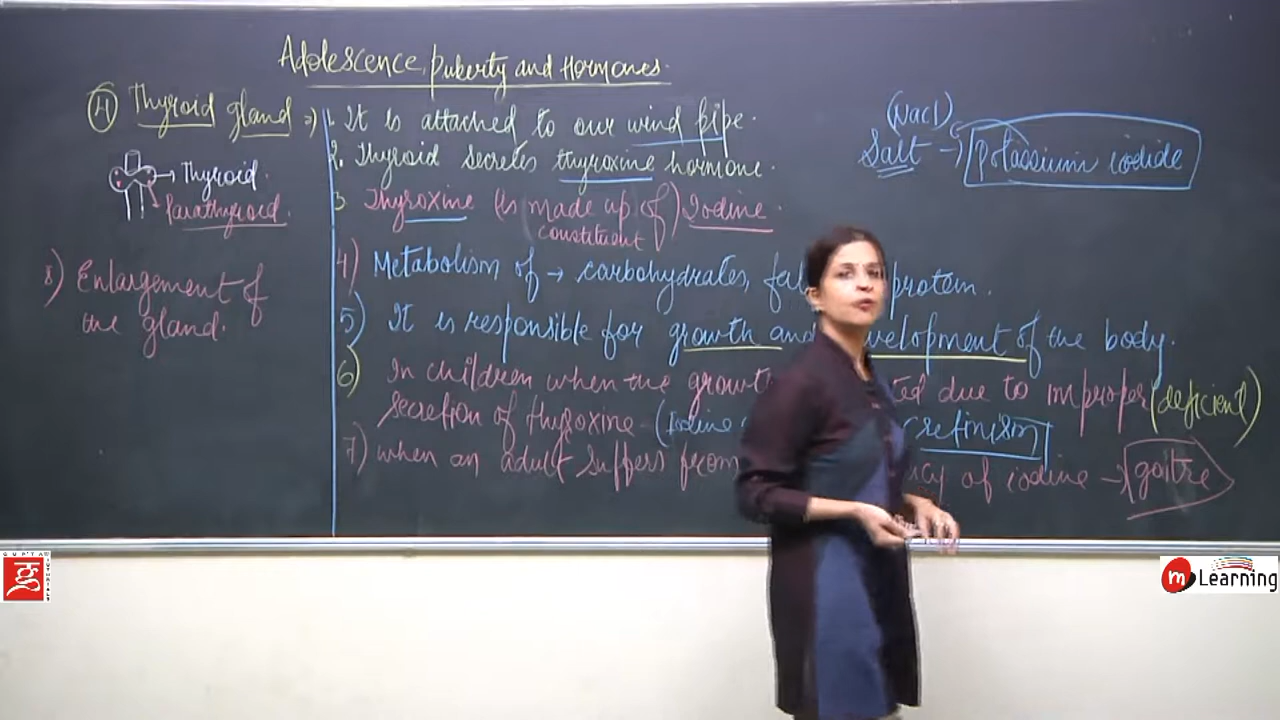 Adolescence, puberty and Hormones.
④ Thyroid gland ⇒
→ Thyroid.
Parathyroid.
8) Enlargement of
the gland.
1. It is attached to our wind pipe.
2. Thyroid secretes thyroxine hormone.
3 Thyroxine (is made up of) Iodine.
constituent
4) Metabolism of → carbohydrates, protein.
5) It is responsible for growth and development of the body.
6) In children when the growth due to improper (deficient)
secretion of thyroxine - (Iodine cretinism
7) when an adult suffers from of iodine → goitre
(Nacl)
Salt → Potassium iodide
GUPTA
TUTORIALS
m Learning